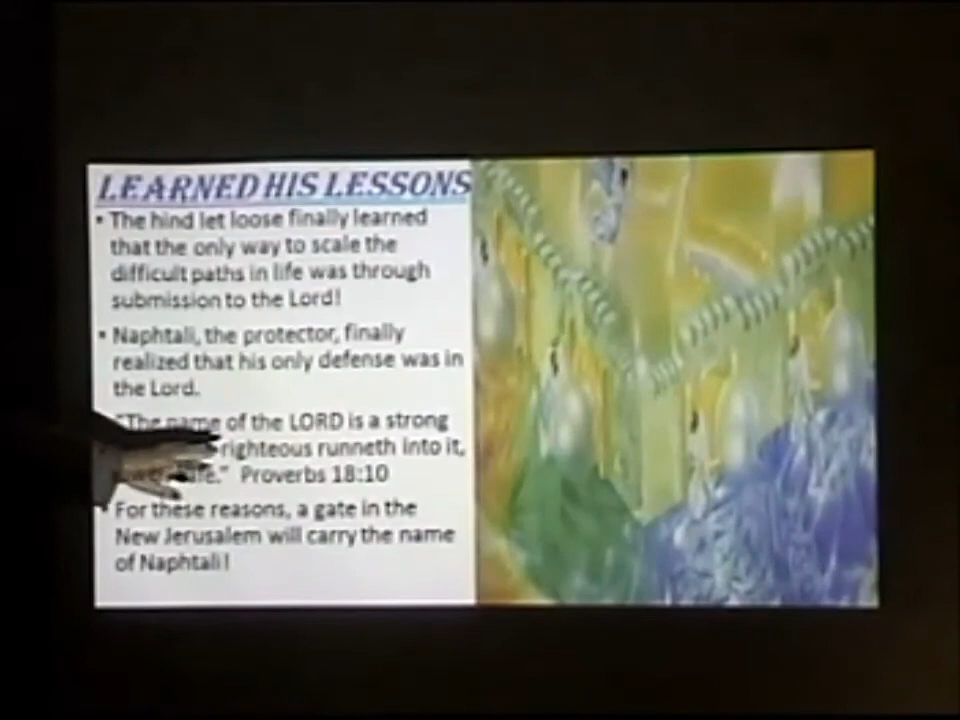 LEARNED HIS LESSONS
• The hind let loose finally learned
that the only way to scale the
difficult paths in life was through
submission to the Lord!
• Naphtali, the protector, finally
realized that his only defense was in
the Lord.
"The name of the LORD is a strong
righteous runneth into it,
Proverbs 18:10
For these reasons, a gate in the
New Jerusalem will carry the name
of Naphtali!